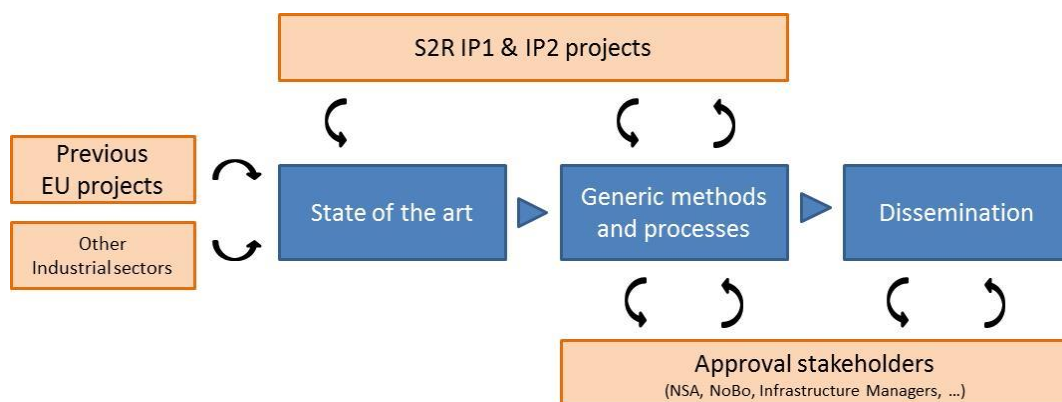 S2R IP1 & IP2 projects
Previous
EU projects
Other
Industrial sectors
State of the art
Generic methods
and processes
Dissemination
Approval stakeholders
(NSA, NoBo, Infrastructure Managers, ...)